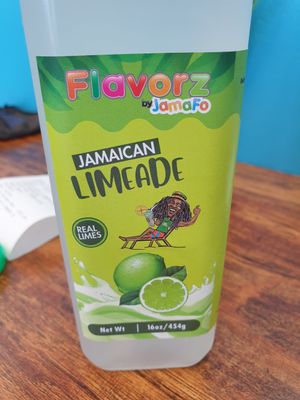 Flavorz
by JamaFo
JAMAICAN
LIMEADE
REAL
LIMES
Net Wt | 16oz/454g